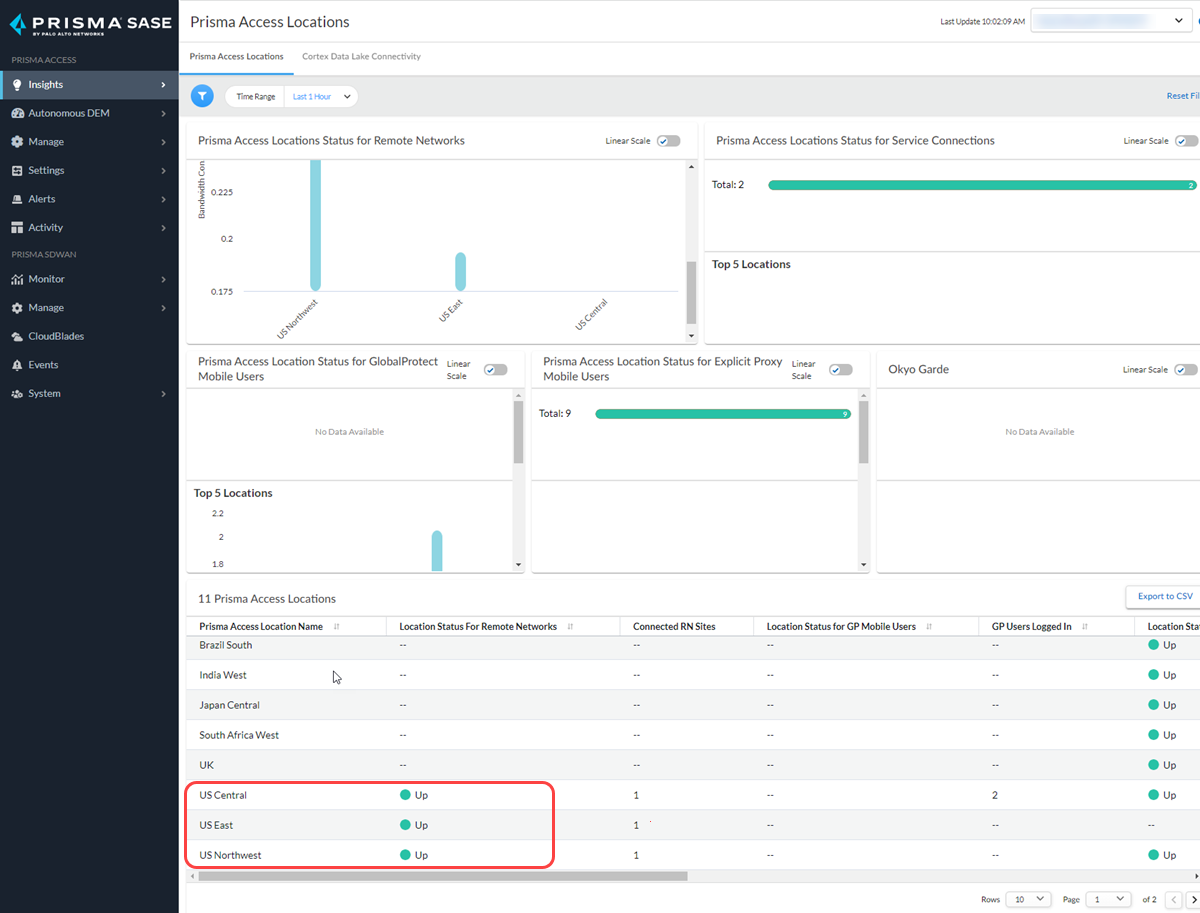 PRISMA® SASE
BY PALO ALTO NETWORKS
PRISMA ACCESS
Insights
Autonomous DEM
Manage
Settings
Alerts
Activity
PRISMA SDWAN
Monitor
Manage
CloudBlades
Events
System
Prisma Access Locations
Last Update 10:02:09 AM
Prisma Access Locations
Cortex Data Lake Connectivity
Time Range
Last 1 Hour
Reset Fil
Prisma Access Locations Status for Remote Networks
Linear Scale
Bandwidth Con
0.225
0.2
0.175
US Northwest
US East
US Central
Prisma Access Locations Status for Service Connections
Linear Scale
Total: 2
2
Top 5 Locations
Prisma Access Location Status for GlobalProtect
Mobile Users
Linear
Scale
No Data Available
Top 5 Locations
2.2
2
1.8
Prisma Access Location Status for Explicit Proxy
Mobile Users
Linear
Scale
Total: 9
9
Okyo Garde
Linear Scale
No Data Available
11 Prisma Access Locations
Export to CSV
Prisma Access Location Name Location Status For Remote Networks Connected RN Sites Location Status for GP Mobile Users GP Users Logged In Location Sta
Brazil South -- -- -- -- Up
India West -- -- -- -- Up
Japan Central -- -- -- -- Up
South Africa West -- -- -- -- Up
UK -- -- -- -- Up
US Central Up 1 -- 2 Up
US East Up 1 -- -- --
US Northwest Up 1 -- -- Up
Rows 10 Page 1 of 2